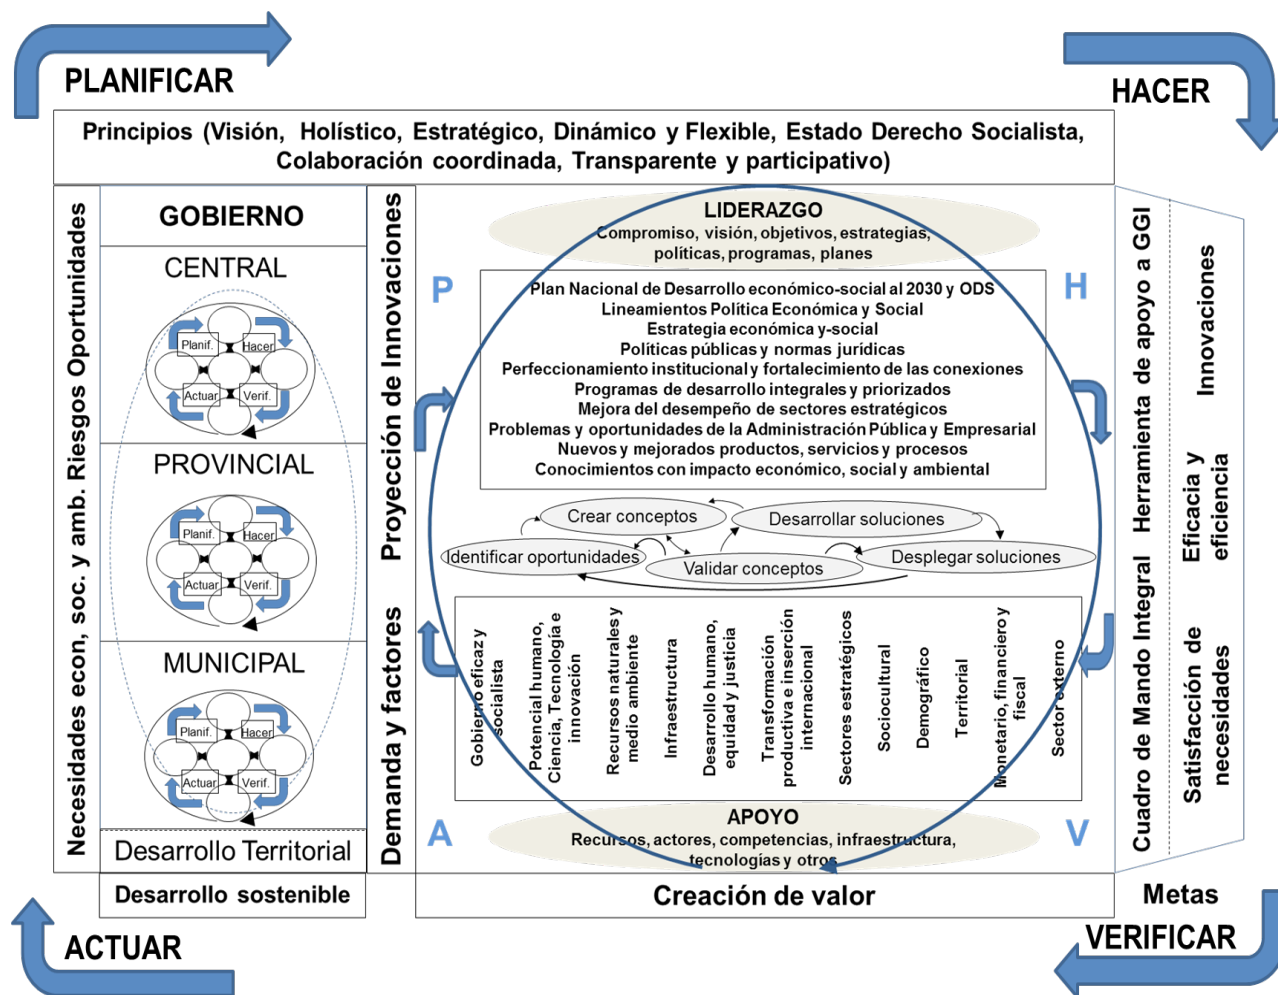 PLANIFICAR
HACER
Principios (Visión, Holístico, Estratégico, Dinámico y Flexible, Estado Derecho Socialista,
Colaboración coordinada, Transparente y participativo)
Necesidades econ, soc. y amb. Riesgos Oportunidades
GOBIERNO
CENTRAL
Planif.
Hacer
Actuar
Verif.
PROVINCIAL
Planif.
Hacer
Actuar
Verif.
MUNICIPAL
Planif.
Hacer
Actuar
Verif.
Desarrollo Territorial
Desarrollo sostenible
Demanda y factores
Proyección de Innovaciones
P
H
LIDERAZGO
Compromiso, visión, objetivos, estrategias,
políticas, programas, planes
Plan Nacional de Desarrollo económico-social al 2030 y ODS
Lineamientos Política Económica y Social
Estrategia económica y-social
Políticas públicas y normas jurídicas
Perfeccionamiento institucional y fortalecimiento de las conexiones
Programas de desarrollo integrales y priorizados
Mejora del desempeño de sectores estratégicos
Problemas y oportunidades de la Administración Pública y Empresarial
Nuevos y mejorados productos, servicios y procesos
Conocimientos con impacto económico, social y ambiental
Crear conceptos
Desarrollar soluciones
Identificar oportunidades
Validar conceptos
Desplegar soluciones
Gobierno eficaz y
socialista
Potencial humano,
Ciencia, Tecnología e
innovación
Recursos naturales y
medio ambiente
Infraestructura
Desarrollo humano,
equidad y justicia
Transformación
productiva e inserción
internacional
Sectores estratégicos
Sociocultural
Demográfico
Territorial
Monetario, financiero y
fiscal
Sector externo
A
V
APOYO
Recursos, actores, competencias, infraestructura,
tecnologías y otros
Creación de valor
Cuadro de Mando Integral Herramienta de apoyo a GGI
Innovaciones
Eficacia y
eficiencia
Satisfacción de
necesidades
Metas
ACTUAR
VERIFICAR